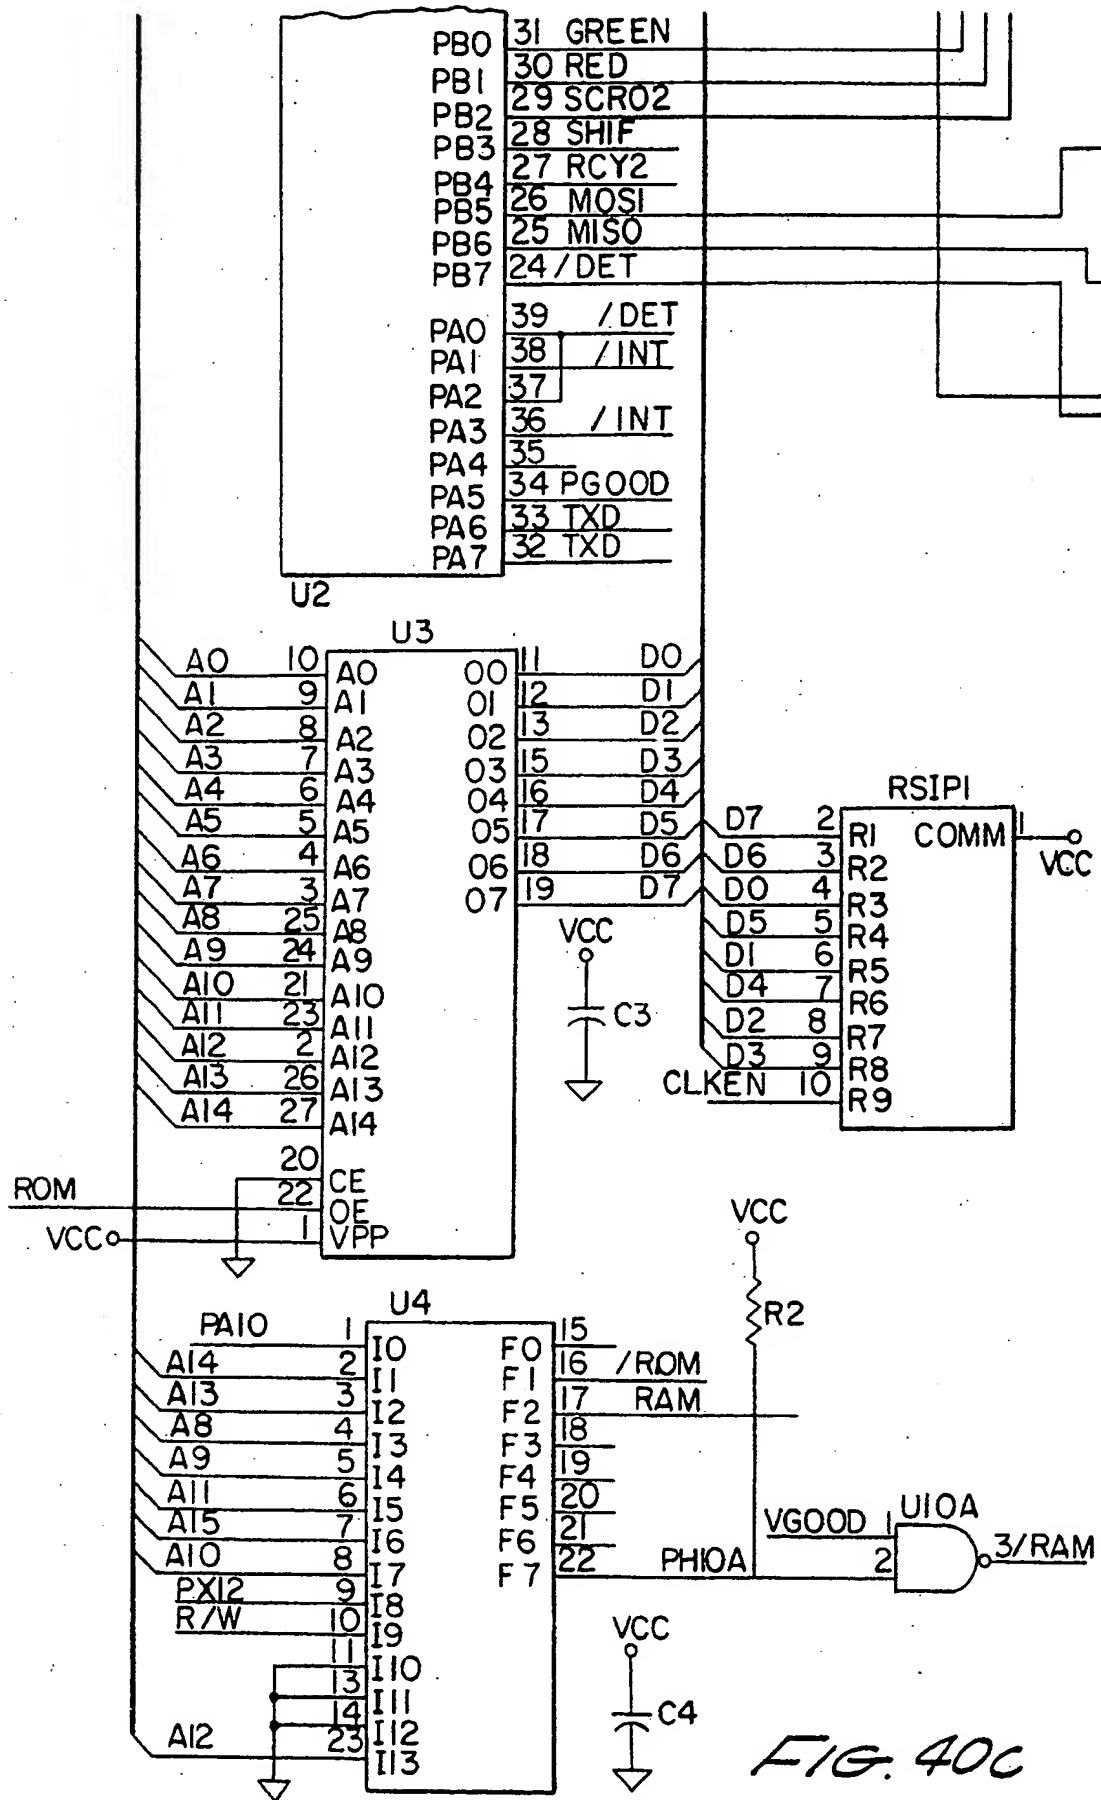 PB0 31 GREEN
PB1 30 RED
PB2 29 SCRO2
PB3 28 SHIF
PB4 27 RCY2
PB5 26 MOSI
PB6 25 MISO
PB7 24 /DET
PA0 39 /DET
PA1 38 /INT
PA2 37
PA3 36 /INT
PA4 35
PA5 34 PGOOD
PA6 33 TXD
PA7 32 TXD
U2
U3
A0 10 A0 O0 11 D0
A1 9 A1 O1 12 D1
A2 8 A2 O2 13 D2
A3 7 A3 O3 15 D3
A4 6 A4 O4 16 D4
A5 5 A5 O5 17 D5
A6 4 A6 O6 18 D6
A7 3 A7 O7 19 D7
A8 25 A8
A9 24 A9
A10 21 A10
A11 23 A11
A12 2 A12
A13 26 A13
A14 27 A14
20 CE
ROM 22 OE
VCC 1 VPP
VCC
C3
RSIP1
D7 2 R1 COMM 1 VCC
D6 3 R2
D0 4 R3
D5 5 R4
D1 6 R5
D4 7 R6
D2 8 R7
D3 9 R8
CLKEN 10 R9
VCC
R2
U4
PA10 1 I0 F0 15
A14 2 I1 F1 16 /ROM
A13 3 I2 F2 17 RAM
A8 4 I3 F3 18
A9 5 I4 F4 19
A11 6 I5 F5 20
A15 7 I6 F6 21
A10 8 I7 F7 22 PH10A
PX12 9 I8
R/W 10 I9
11 I10
13 I11
14 I12
A12 23 I13
VGOOD 1 U10A
2 3/RAM
VCC
C4
FIG. 40c